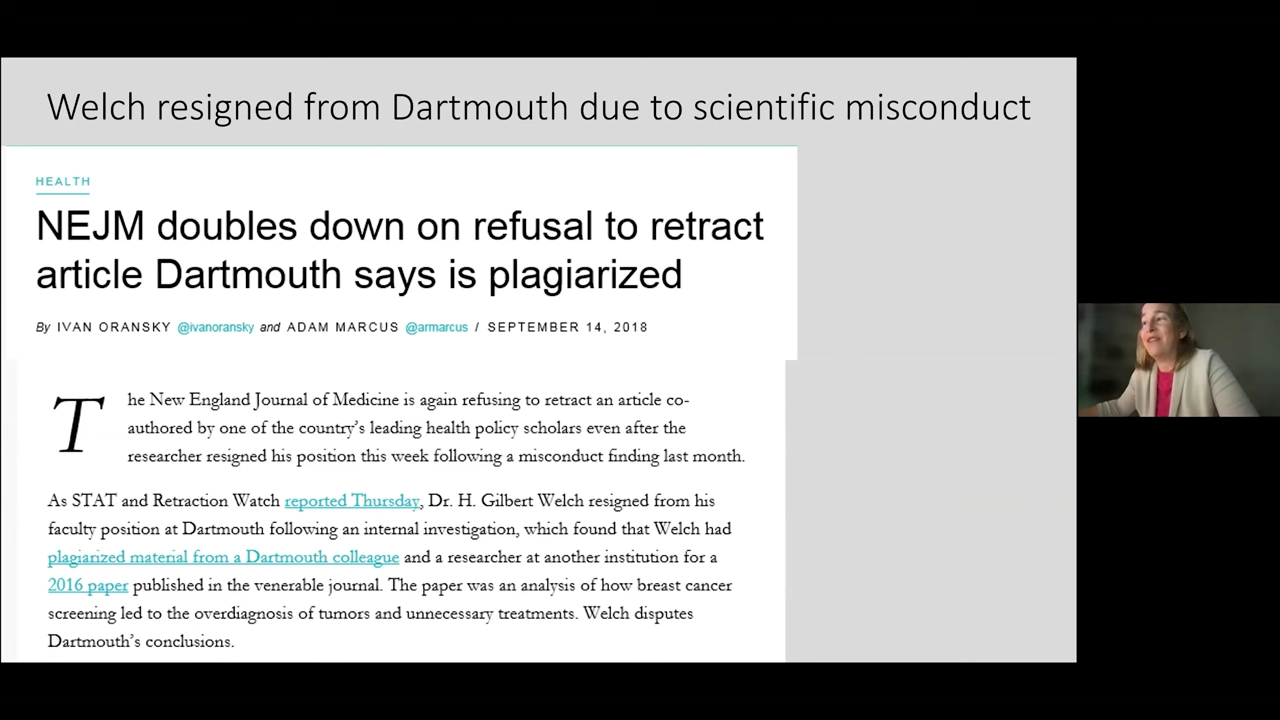 Welch resigned from Dartmouth due to scientific misconduct
HEALTH
NEJM doubles down on refusal to retract
article Dartmouth says is plagiarized
By IVAN ORANSKY @ivanoransky and ADAM MARCUS @armarcus / SEPTEMBER 14, 2018
The New England Journal of Medicine is again refusing to retract an article co-
authored by one of the country's leading health policy scholars even after the
researcher resigned his position this week following a misconduct finding last month.
As STAT and Retraction Watch reported Thursday, Dr. H. Gilbert Welch resigned from his
faculty position at Dartmouth following an internal investigation, which found that Welch had
plagiarized material from a Dartmouth colleague and a researcher at another institution for a
2016 paper published in the venerable journal. The paper was an analysis of how breast cancer
screening led to the overdiagnosis of tumors and unnecessary treatments. Welch disputes
Dartmouth's conclusions.